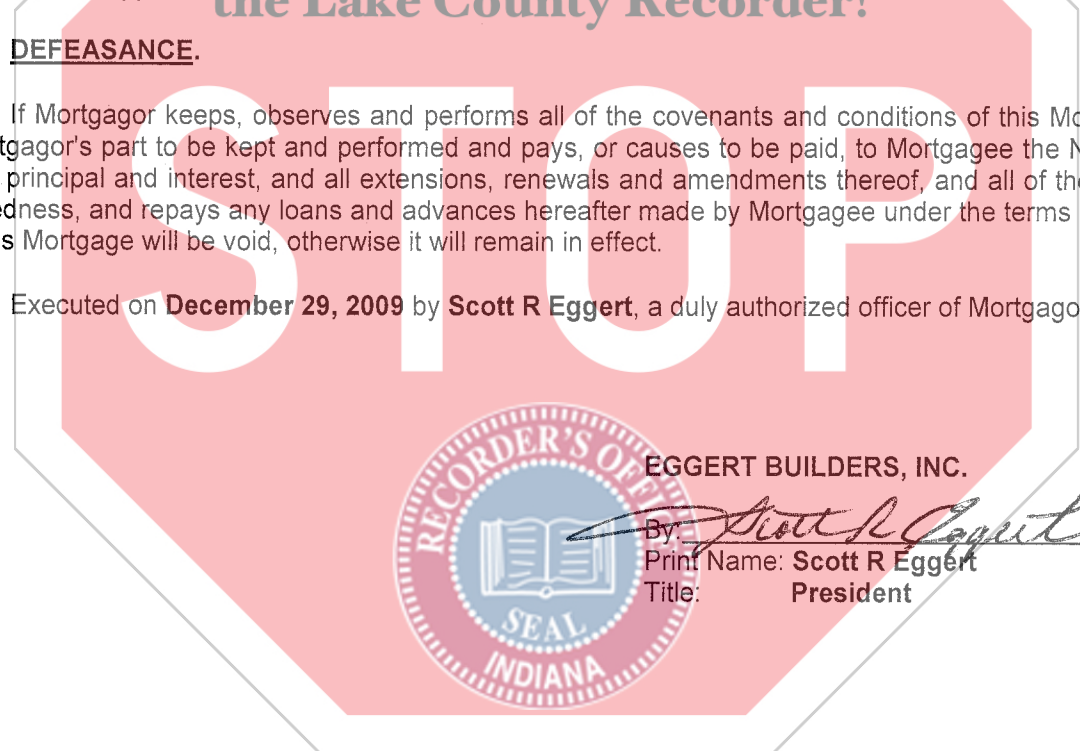 the Lake County Recorder!
DEFEASANCE.
If Mortgagor keeps, observes and performs all of the covenants and conditions of this Mo
tgagor's part to be kept and performed and pays, or causes to be paid, to Mortgagee the N
principal and interest, and all extensions, renewals and amendments thereof, and all of the
edness, and repays any loans and advances hereafter made by Mortgagee under the terms
s Mortgage will be void, otherwise it will remain in effect.
Executed on December 29, 2009 by Scott R Eggert, a duly authorized officer of Mortgago
STOP
RECORDER'S OFFICE
SEAL
INDIANA
EGGERT BUILDERS, INC.
By: Scott R Eggert
Print Name: Scott R Eggert
Title: President